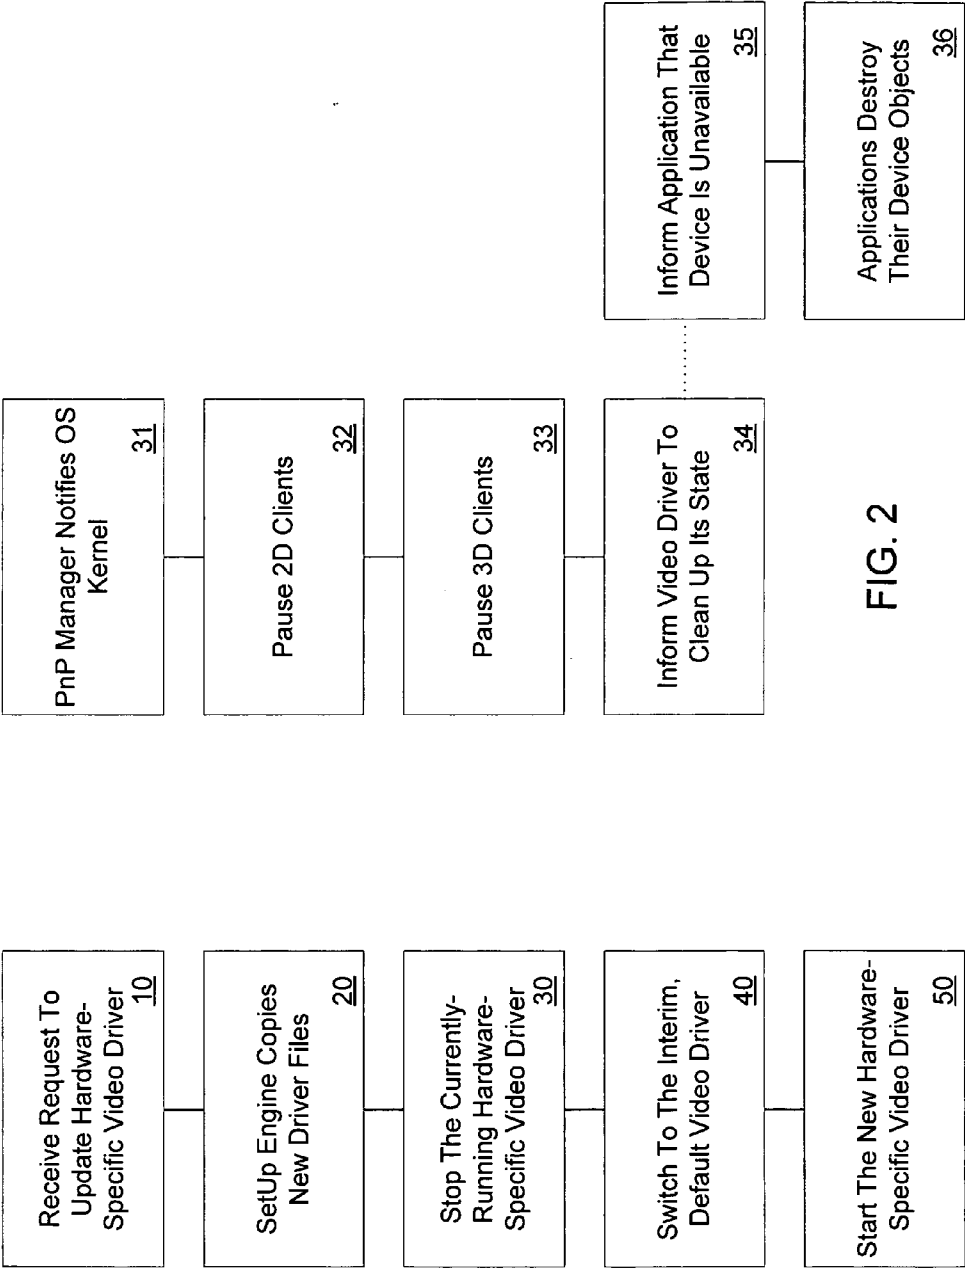 Receive Request To
Update Hardware-
Specific Video Driver
10
SetUp Engine Copies
New Driver Files
20
Stop The Currently-
Running Hardware-
Specific Video Driver
30
Switch To The Interim,
Default Video Driver
40
Start The New Hardware-
Specific Video Driver
50
PnP Manager Notifies OS
Kernel
31
Pause 2D Clients
32
Pause 3D Clients
33
Inform Video Driver To
Clean Up Its State
34
Inform Application That
Device Is Unavailable
35
Applications Destroy
Their Device Objects
36
FIG. 2